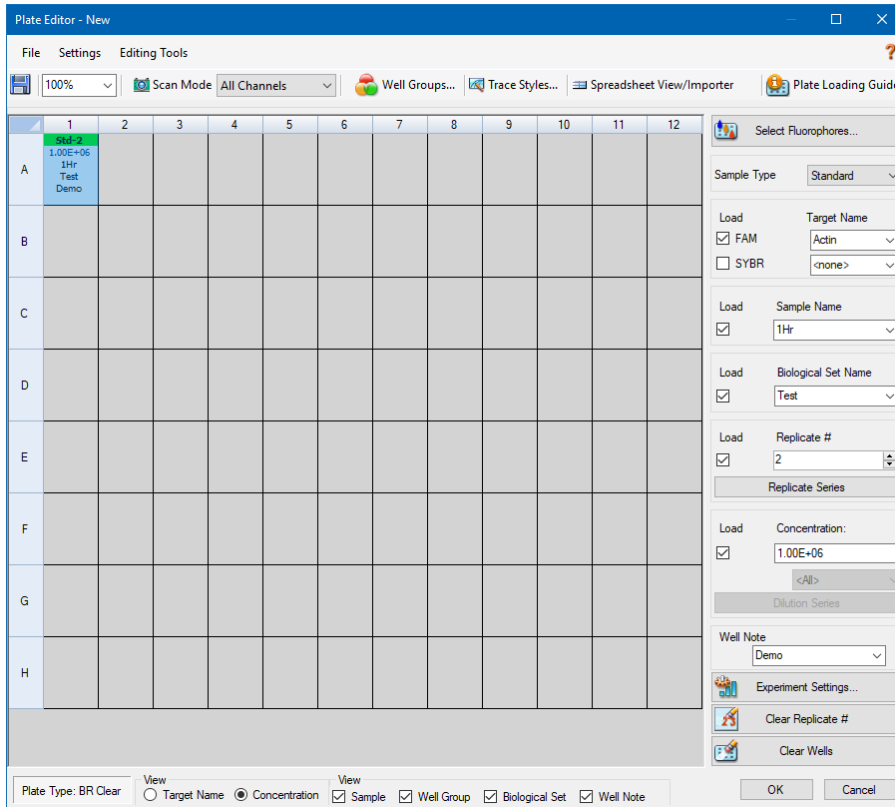 Plate Editor - New
File Settings Editing Tools ?
100% Scan Mode All Channels Well Groups... Trace Styles... Spreadsheet View/Importer Plate Loading Guid
1 2 3 4 5 6 7 8 9 10 11 12
Select Fluorophores...
A
Std-2
1.00E+06
1Hr
Test
Demo
B
C
D
E
F
G
H
Sample Type Standard
Load Target Name
FAM Actin
SYBR <none>
Load Sample Name
1Hr
Load Biological Set Name
Test
Load Replicate #
2
Replicate Series
Load Concentration:
1.00E+06
<All>
Dilution Series
Well Note
Demo
Experiment Settings...
Clear Replicate #
Clear Wells
Plate Type: BR Clear
View
Target Name Concentration
View
Sample Well Group Biological Set Well Note
OK Cancel